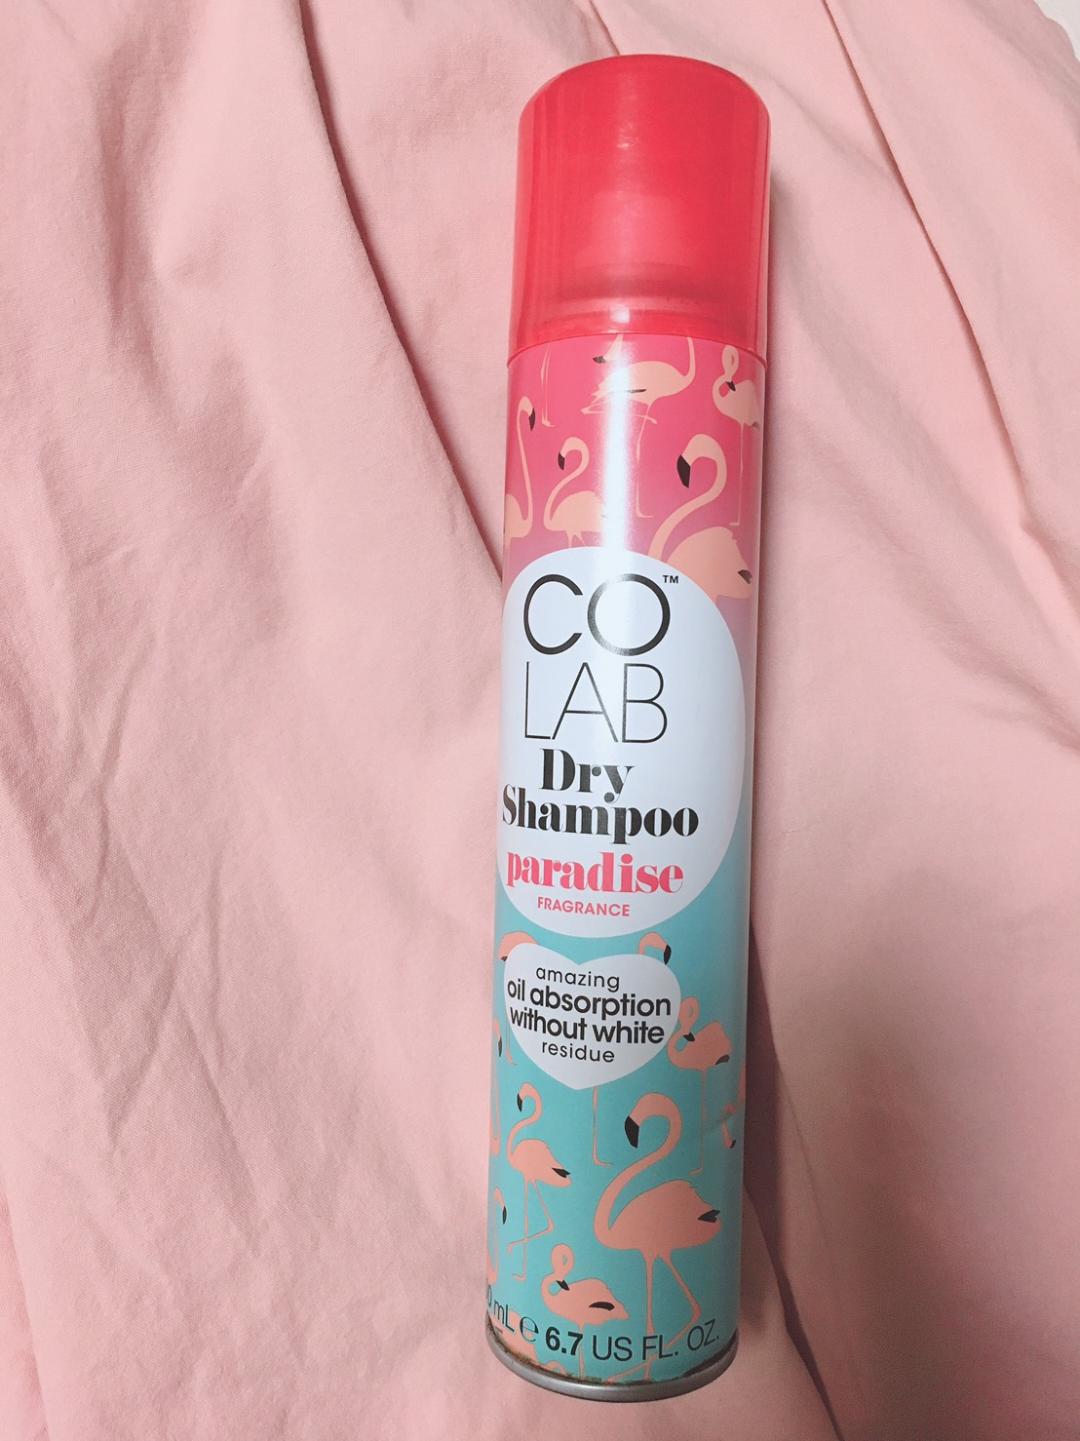 CO™
LAB
Dry
Shampoo
paradise
FRAGRANCE
amazing
oil absorption
without white
residue
mL e 6.7 US FL. OZ.